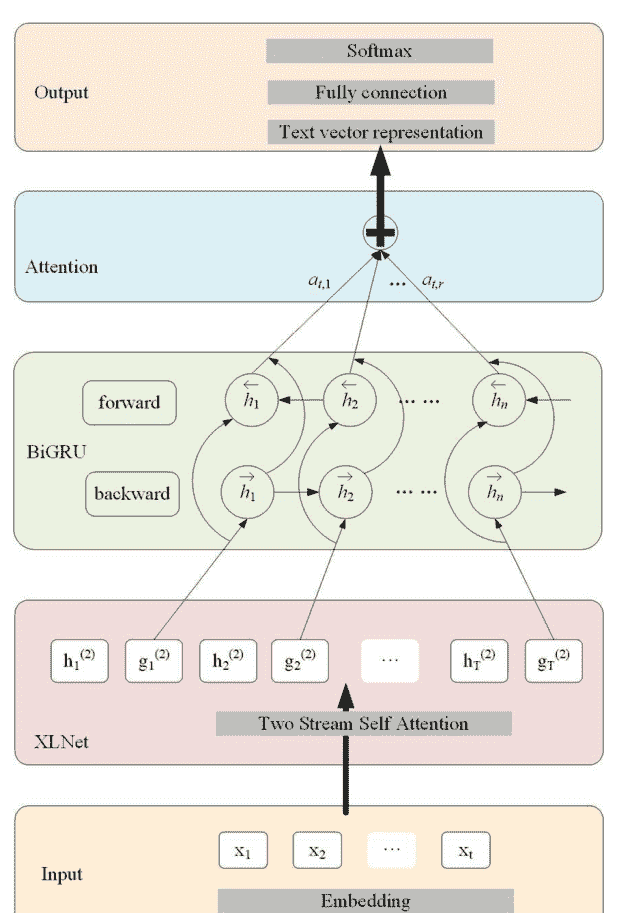 Softmax
Output
Fully connection
Text vector representation
Attention
a_{t,1} ... a_{t,r}
forward
←h_1 ←h_2 ... ... ←h_n
BiGRU
backward
→h_1 →h_2 ... ... →h_n
h_1^{(2)} g_1^{(2)} h_2^{(2)} g_2^{(2)} ... h_T^{(2)} g_T^{(2)}
Two Stream Self Attention
XLNet
x_1 x_2 ... x_t
Input
Embedding